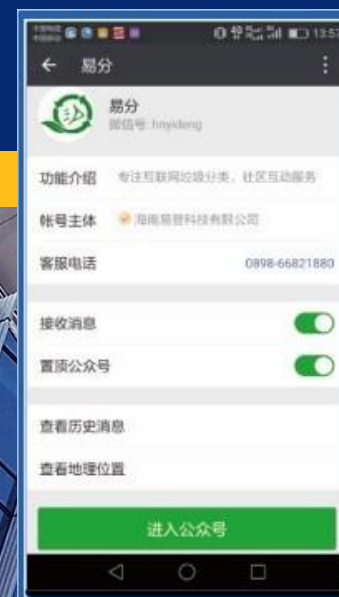 13:57
易分
易分
微信号: hnyideng
功能介绍 专注互联网垃圾分类，社区互动服务
帐号主体 海南易登科技有限公司
客服电话 0898-66821880
接收消息
置顶公众号
查看历史消息
查看地理位置
进入公众号